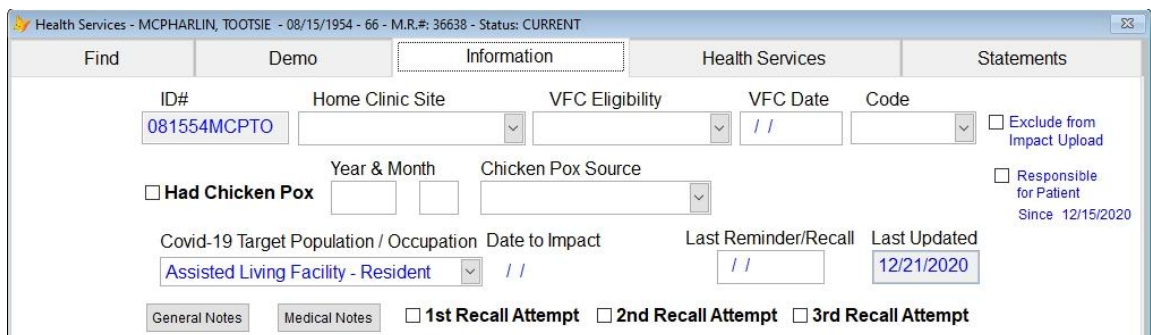 Health Services - MCPHARLIN, TOOTSIE - 08/15/1954 - 66 - M.R.#: 36638 - Status: CURRENT
Find Demo Information Health Services Statements
ID# Home Clinic Site VFC Eligibility VFC Date Code
081554MCPTO / / Exclude from
Impact Upload
Year & Month Chicken Pox Source
Had Chicken Pox
Responsible
for Patient
Since 12/15/2020
Covid-19 Target Population / Occupation Date to Impact Last Reminder/Recall Last Updated
Assisted Living Facility - Resident / / / / 12/21/2020
General Notes Medical Notes 1st Recall Attempt 2nd Recall Attempt 3rd Recall Attempt